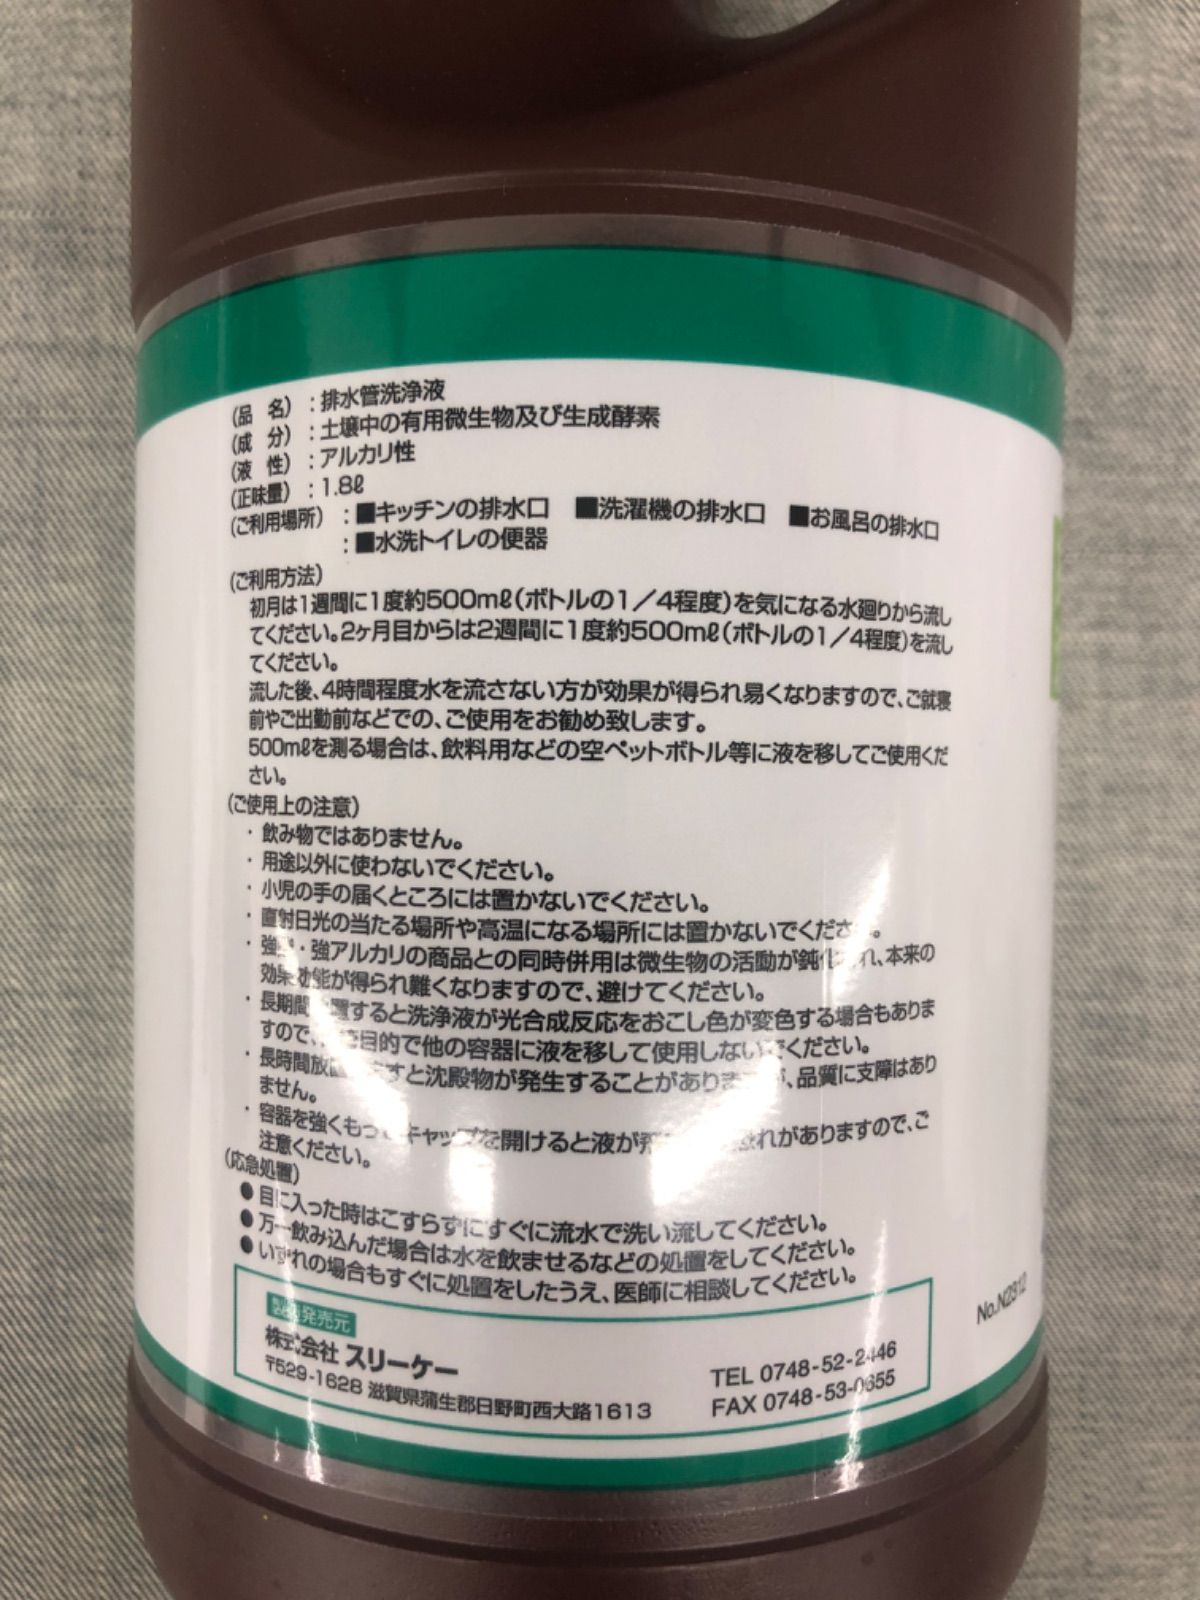 (品　名) : 排水管洗浄液
(成　分) : 土壌中の有用微生物及び生成酵素
(液　性) : アルカリ性
(正味量) : 1.8ℓ
(ご利用場所) : ■キッチンの排水口　■洗濯機の排水口　■お風呂の排水口
: ■水洗トイレの便器
(ご利用方法)
初月は1週間に1度約500mℓ(ボトルの1／4程度)を気になる水廻りから流し
てください。2ヶ月目からは2週間に1度約500mℓ(ボトルの1／4程度)を流し
てください。
流した後、4時間程度水を流さない方が効果が得られ易くなりますので、ご就寝
前やご出勤前などでの、ご使用をお勧め致します。
500mℓを測る場合は、飲料用などの空ペットボトル等に液を移してご使用くだ
さい。
(ご使用上の注意)
・飲み物ではありません。
・用途以外に使わないでください。
・小児の手の届くところには置かないでください。
・直射日光の当たる場所や高温になる場所には置かないでくださ。
・強・強アルカリの商品との同時併用は微生物の活動が鈍化れ、本来の
効果効能が得られ難くなりますので、避けてください。
・長期間置すると洗浄液が光合成反応をおこし色が変色する場合もありま
すので、目的で他の容器に液を移して使用しないください。
・長時間放すと沈殿物が発生することがありま、品質に支障はあり
ません。
・容器を強くもってキャップを開けると液が飛れがありますので、ご
注意ください。
(応急処置)
●目に入った時はこすらずにすぐに流水で洗い流してください。
●万一飲み込んだ場合は水を飲ませるなどの処置をしてください。
●いずれの場合もすぐに処置をしたうえ、医師に相談してください。
発売元
株式会社 スリーケー
〒529-1628 滋賀県蒲生郡日野町西大路1613
TEL 0748-52-2446
FAX 0748-53-0655
No.N2312